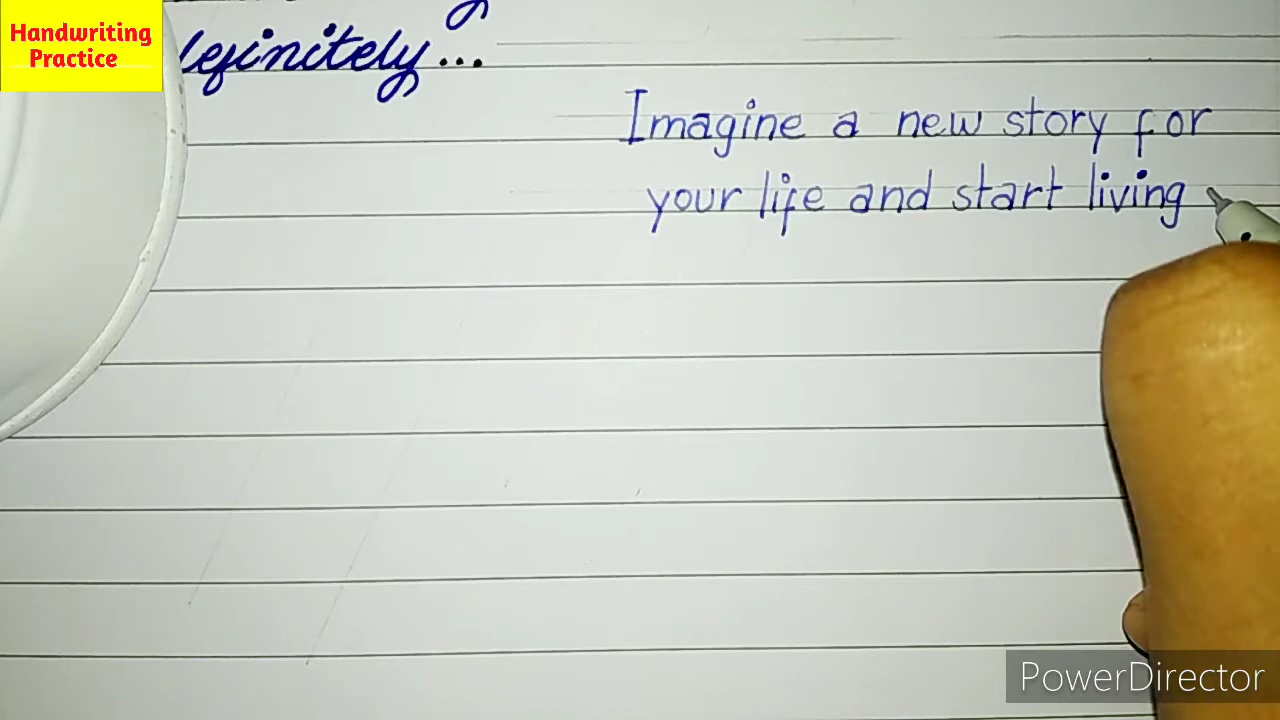 Handwriting
Practice
definitely...
Imagine a new story for
your life and start living
PowerDirector